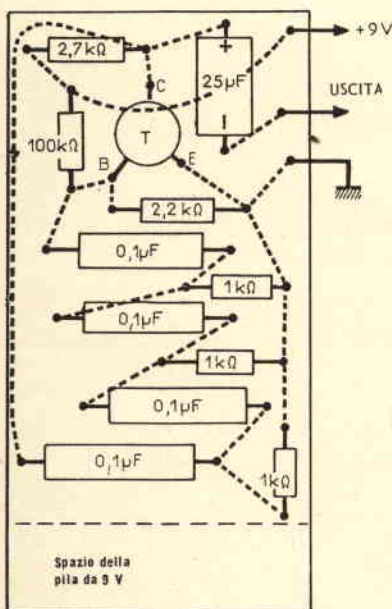 +9V
2,7kΩ
+
C
25µF
USCITA
100kΩ
T
−
B
E
2,2kΩ
0,1µF
1kΩ
0,1µF
1kΩ
0,1µF
0,1µF
1kΩ
Spazio della
pila da 9 V